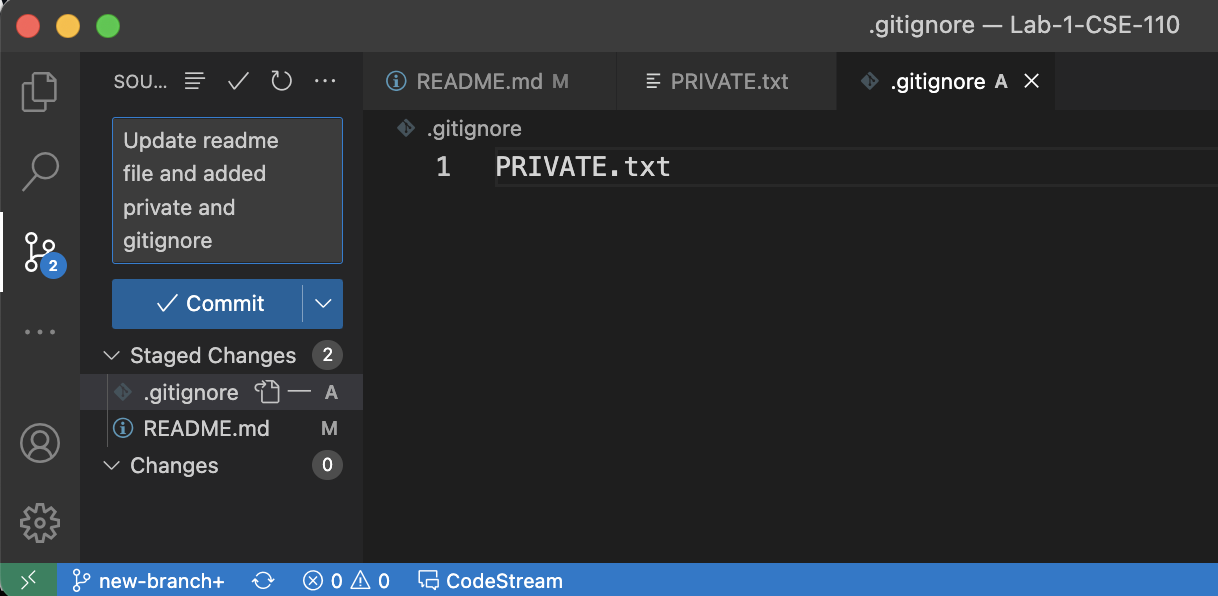 .gitignore — Lab-1-CSE-110
SOU...
README.md M
PRIVATE.txt
.gitignore A
.gitignore
1 PRIVATE.txt
Update readme
file and added
private and
gitignore
2
Commit
Staged Changes 2
.gitignore A
README.md M
Changes 0
new-branch+ 0 0 CodeStream